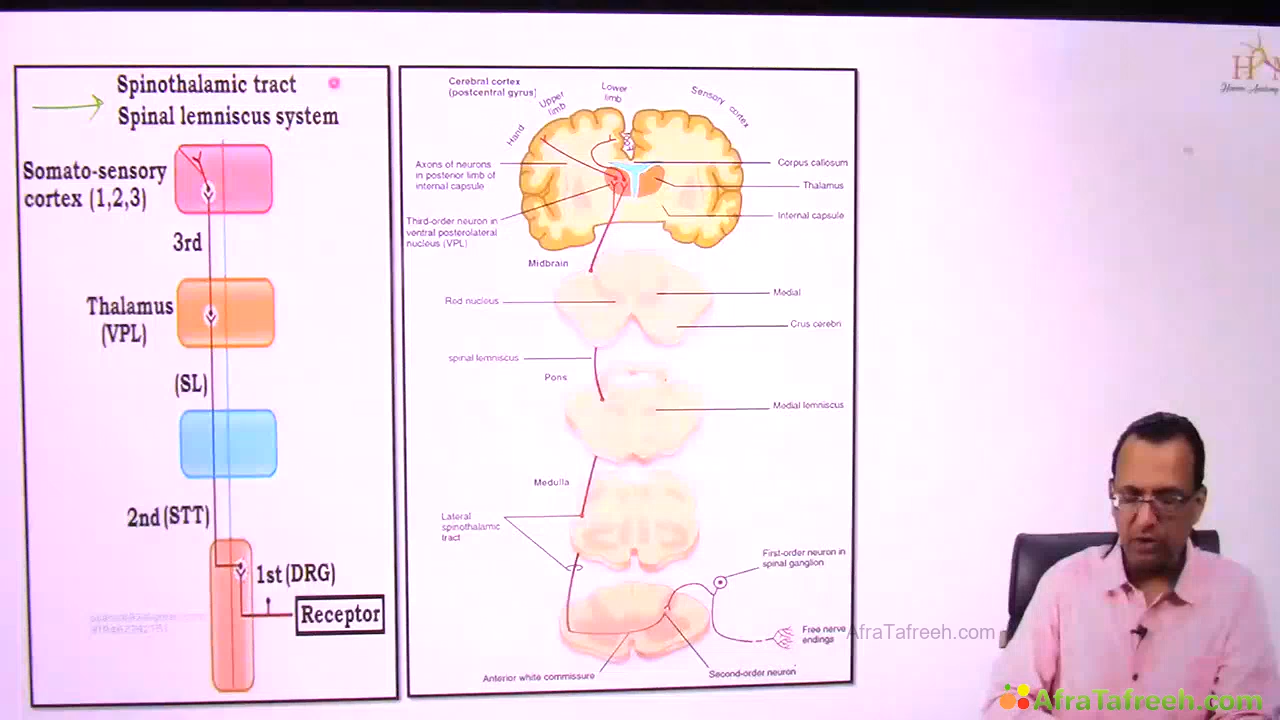 Spinothalamic tract
Spinal lemniscus system
Somato-sensory
cortex (1,2,3)
3rd
Thalamus
(VPL)
(SL)
2nd (STT)
1st (DRG)
Receptor
Cerebral cortex
(postcentral gyrus)
Hand
Upper
limb
Lower
limb
Sensory cortex
Axons of neurons
in posterior limb of
internal capsule
Corpus callosum
Thalamus
Third-order neuron in
ventral posterolateral
nucleus (VPL)
Internal capsule
Midbrain
Red nucleus
Medial
Crus cerebri
spinal lemniscus
Pons
Medial lemniscus
Medulla
Lateral
spinothalamic
tract
First-order neuron in
spinal ganglion
Free nerve
endings
Anterior white commissure
Second-order neuron
AfraTafreeh.com
AfraTafreeh.com